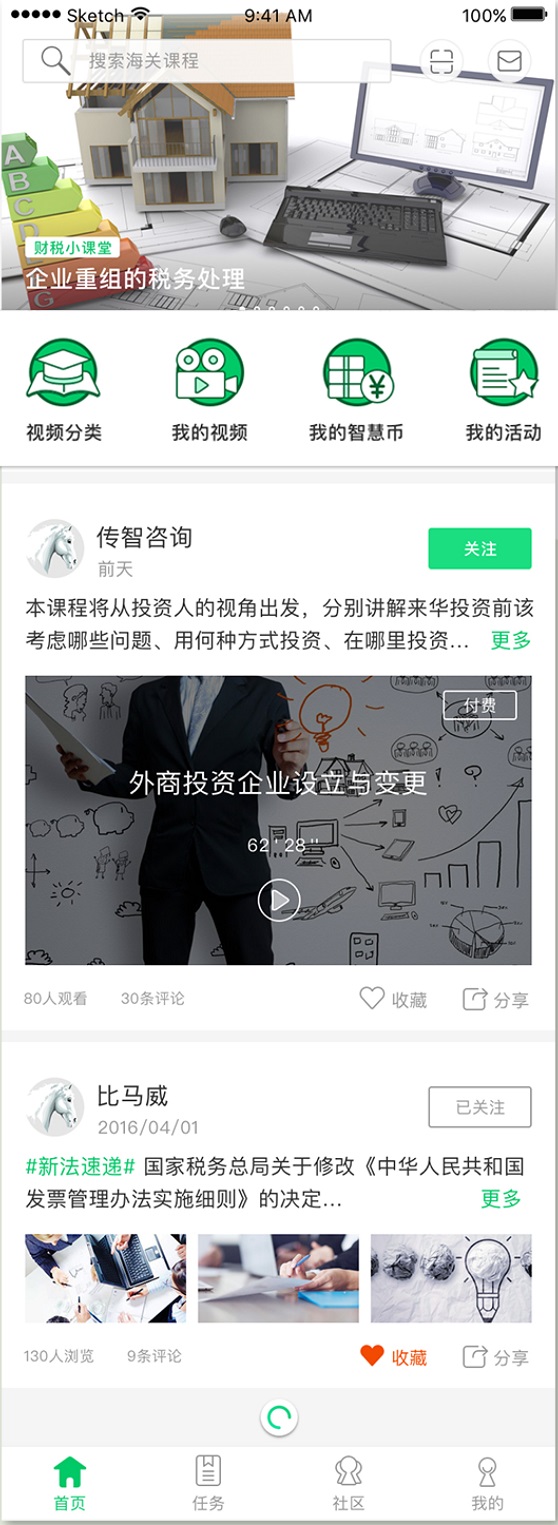 Sketch 9:41 AM 100%
搜索海关课程
A
B
C
D
G
财税小课堂
企业重组的税务处理
视频分类 我的视频 我的智慧币 我的活动
传智咨询
关注
前天
本课程将从投资人的视角出发，分别讲解来华投资前该
考虑哪些问题、用何种方式投资、在哪里投资... 更多
付费
外商投资企业设立与变更
62'28''
80人观看 30条评论 收藏 分享
比马威
已关注
2016/04/01
#新法速递# 国家税务总局关于修改《中华人民共和国
发票管理办法实施细则》的决定... 更多
130人浏览 9条评论 收藏 分享
首页 任务 社区 我的